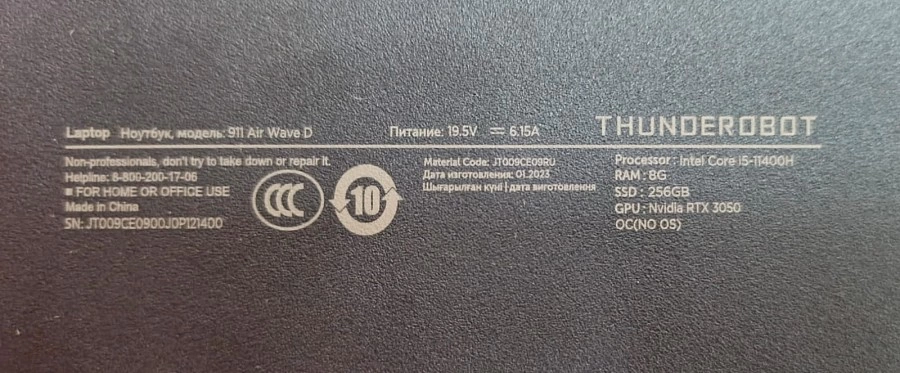 Laptop Ноутбук, модель: 911 Air Wave D
Питание: 19.5V ⎓ 6.15A
THUNDEROBOT
Non-professionals, don't try to take down or repair it.
Helpline: 8-800-200-17-06
■ FOR HOME OR OFFICE USE
Made in China
SN: JT009CE0900J0P121400
CCC
10
Material Code: JT009CE09RU
Дата изготовления: 01.2023
Шығарылған күні | дата виготовлення
Processor : Intel Core i5-11400H
RAM : 8G
SSD : 256GB
GPU : Nvidia RTX 3050
OC(NO OS)